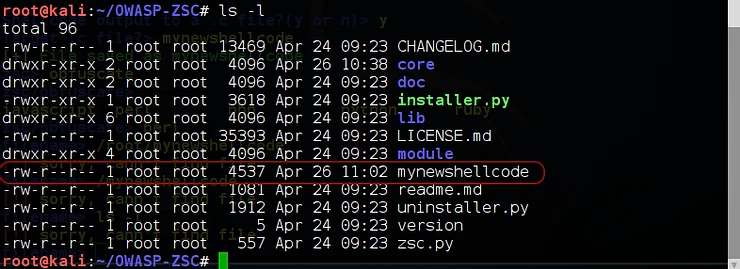 root@kali:~/OWASP-ZSC# ls -l
total 96
-rw-r--r-- 1 root root 13469 Apr 24 09:23 CHANGELOG.md
drwxr-xr-x 2 root root 4096 Apr 26 10:38 core
drwxr-xr-x 2 root root 4096 Apr 24 09:23 doc
-rwxr-xr-x 1 root root 3618 Apr 24 09:23 installer.py
drwxr-xr-x 6 root root 4096 Apr 24 09:23 lib
-rw-r--r-- 1 root root 35393 Apr 24 09:23 LICENSE.md
drwxr-xr-x 4 root root 4096 Apr 24 09:23 module
-rw-r--r-- 1 root root 4537 Apr 26 11:02 mynewshellcode
-rw-r--r-- 1 root root 1081 Apr 24 09:23 readme.md
-rw-r--r-- 1 root root 1912 Apr 24 09:23 uninstaller.py
-rw-r--r-- 1 root root 5 Apr 24 09:23 version
-rw-r--r-- 1 root root 557 Apr 24 09:23 zsc.py
root@kali:~/OWASP-ZSC#